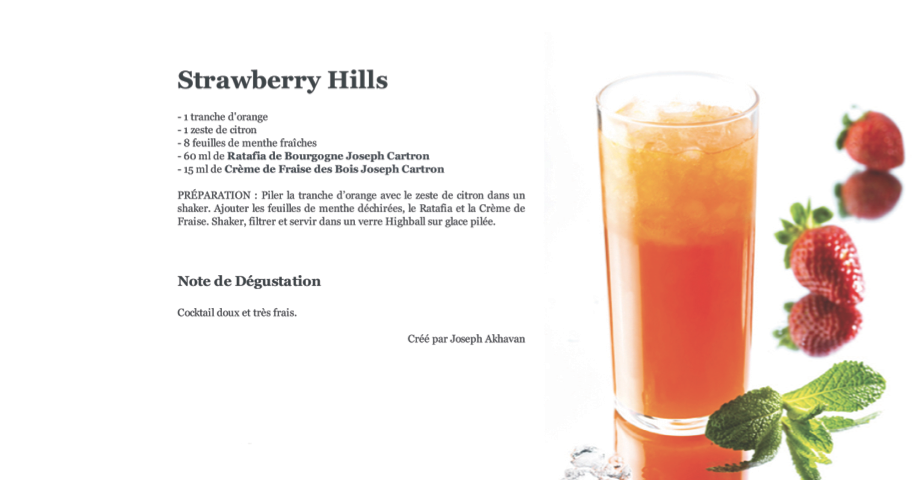 Strawberry Hills
- 1 tranche d'orange
- 1 zeste de citron
- 8 feuilles de menthe fraîches
- 60 ml de Ratafia de Bourgogne Joseph Cartron
- 15 ml de Crème de Fraise des Bois Joseph Cartron
PRÉPARATION : Piler la tranche d'orange avec le zeste de citron dans un
shaker. Ajouter les feuilles de menthe déchirées, le Ratafia et la Crème de
Fraise. Shaker, filtrer et servir dans un verre Highball sur glace pilée.
Note de Dégustation
Cocktail doux et très frais.
Créé par Joseph Akhavan